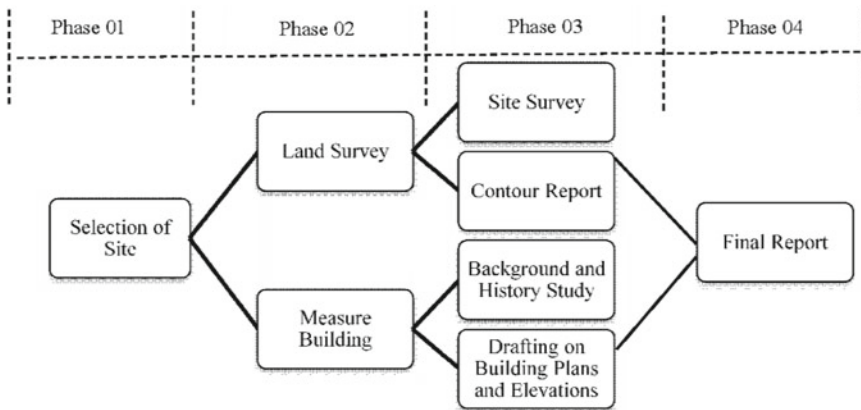 Phase 01
Phase 02
Phase 03
Phase 04
Selection of
Site
Land Survey
Measure
Building
Site Survey
Contour Report
Background and
History Study
Drafting on
Building Plans
and Elevations
Final Report